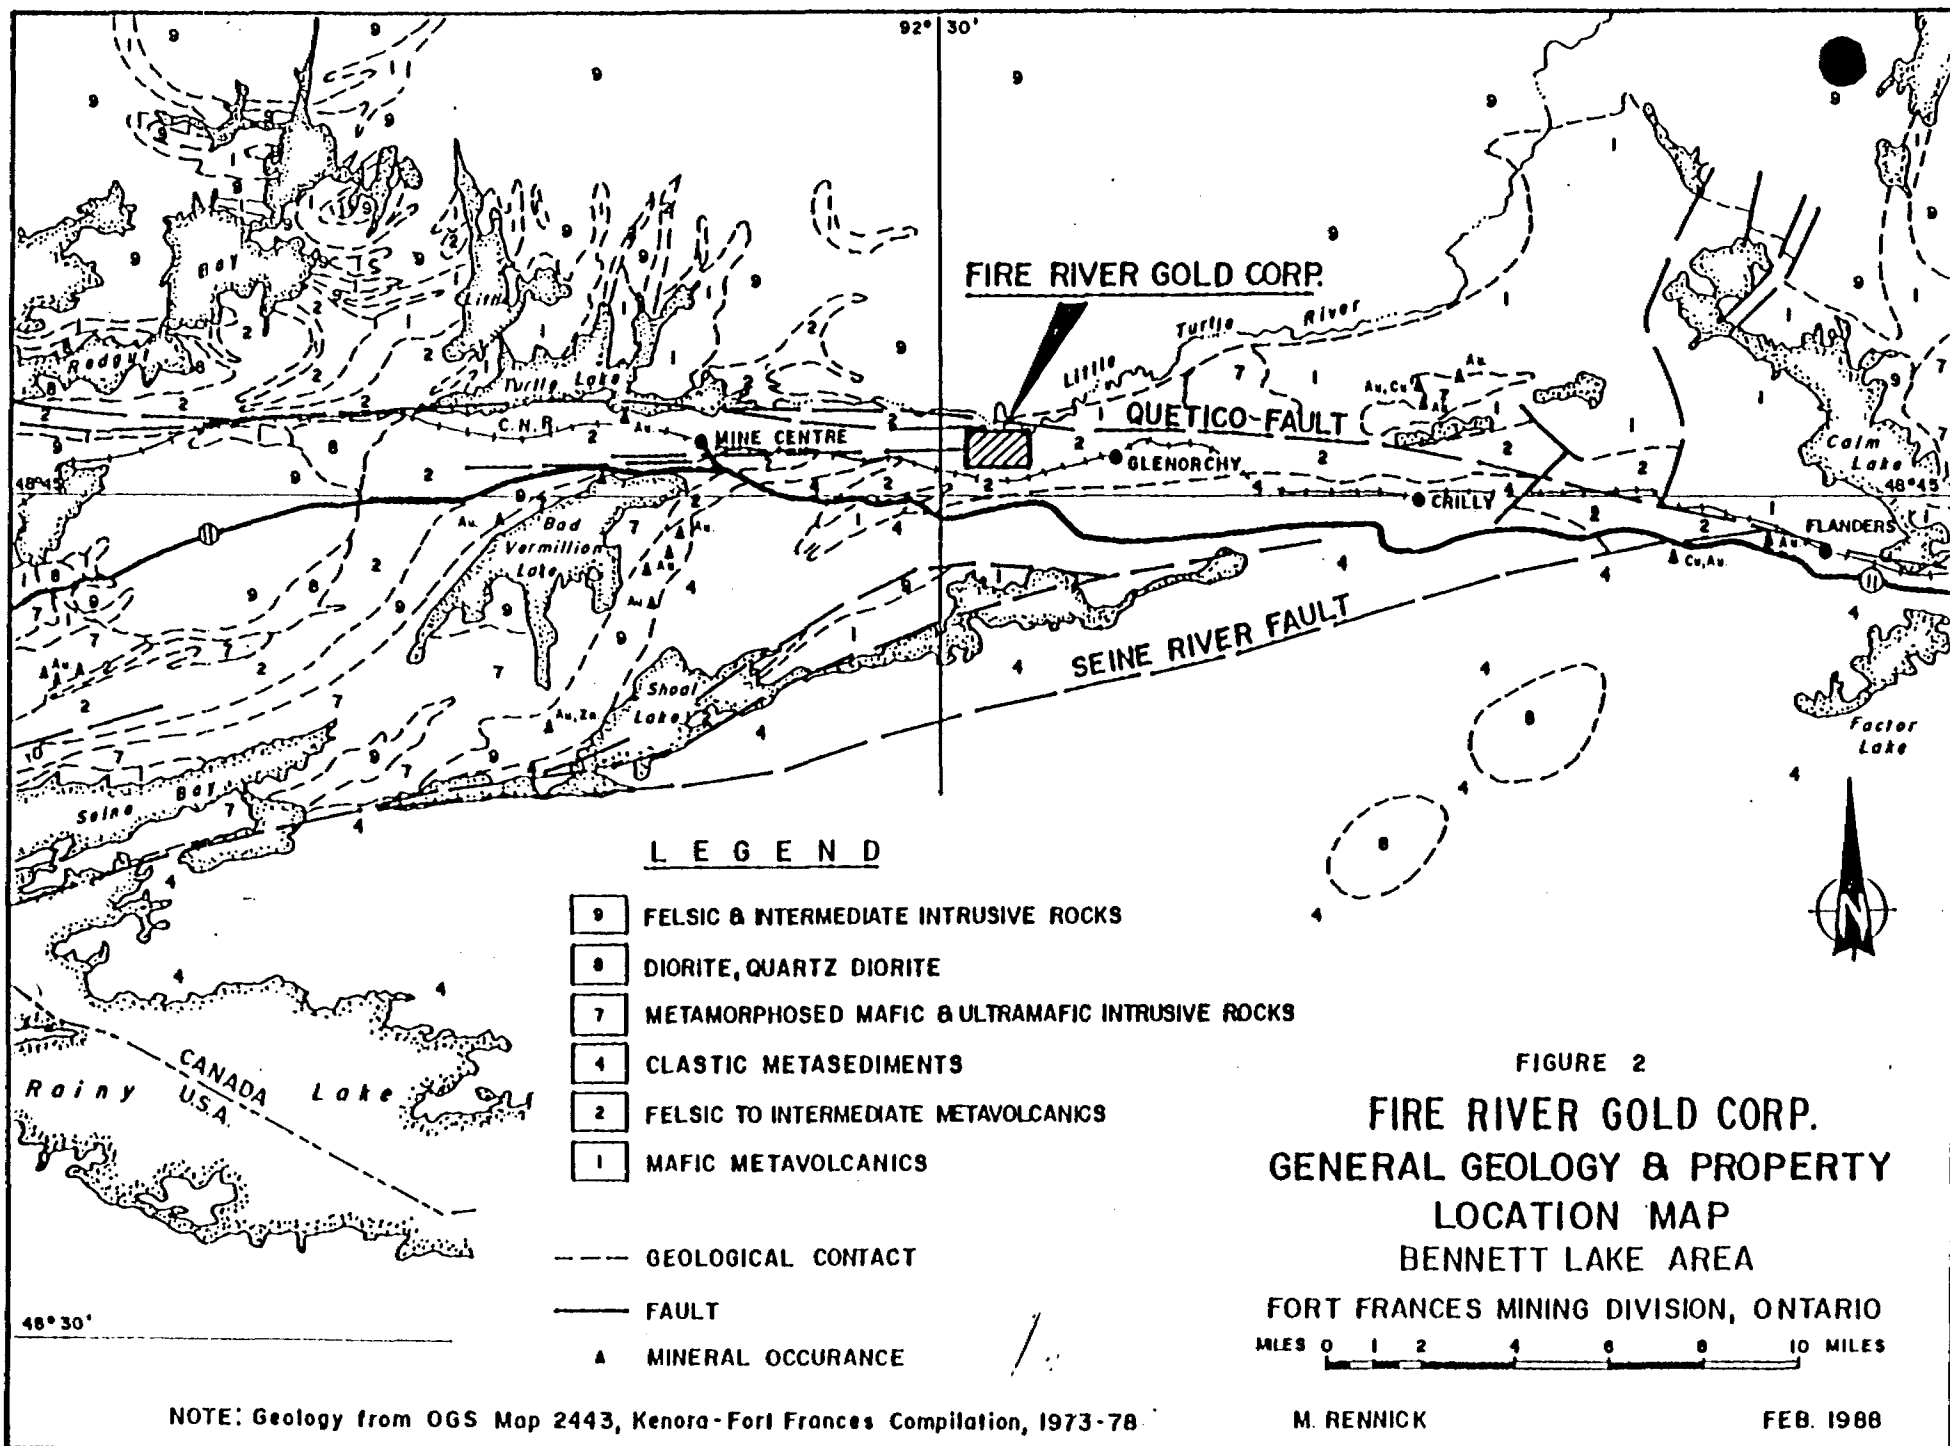 92° 30'
FIRE RIVER GOLD CORP.
Little Turtle River
Bay
Redgut
Little
Turtle Lake
C.N.R.
Au.
MINE CENTRE
QUETICO-FAULT
GLENORCHY
Au,Cu
Au.
CRILLY
Calm
Lake
48°45'
48°45'
FLANDERS
Au.
Cu,Au.
11
11
Bad
Vermillion
Lake
Au.
Au.
Au.
Au
Au.
Au,Zn.
Shoal
Lake
SEINE RIVER FAULT
Factor
Lake
Seine Bay
10
N
CANADA
U.S.A.
Rainy Lake
LEGEND
9 FELSIC & INTERMEDIATE INTRUSIVE ROCKS
8 DIORITE, QUARTZ DIORITE
7 METAMORPHOSED MAFIC & ULTRAMAFIC INTRUSIVE ROCKS
4 CLASTIC METASEDIMENTS
2 FELSIC TO INTERMEDIATE METAVOLCANICS
1 MAFIC METAVOLCANICS
GEOLOGICAL CONTACT
FAULT
MINERAL OCCURANCE
48°30'
FIGURE 2
FIRE RIVER GOLD CORP.
GENERAL GEOLOGY & PROPERTY
LOCATION MAP
BENNETT LAKE AREA
FORT FRANCES MINING DIVISION, ONTARIO
MILES 0 1 2 4 6 8 10 MILES
NOTE: Geology from OGS Map 2443, Kenora-Fort Frances Compilation, 1973-78
M. RENNICK
FEB. 1988